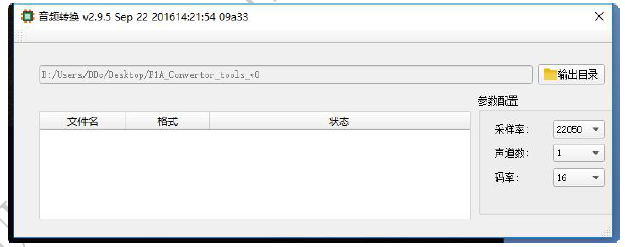 音频转换 v2.9.5 Sep 22 201614:21:54 09a33
D:/Users/DDo/Desktop/F1A_Convertor_tools_v0
输出目录
参数配置
文件名 格式 状态
采样率: 22050
声道数: 1
码率: 16